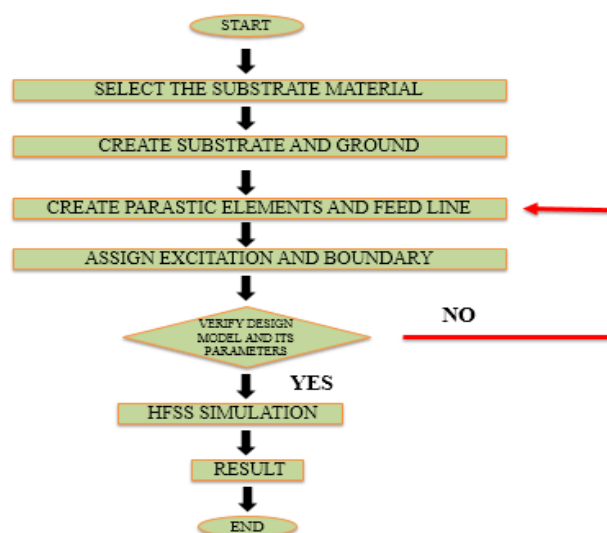 START
SELECT THE SUBSTRATE MATERIAL
CREATE SUBSTRATE AND GROUND
CREATE PARASTIC ELEMENTS AND FEED LINE
ASSIGN EXCITATION AND BOUNDARY
VERIFY DESIGN
MODEL AND ITS
PARAMETERS
NO
YES
HFSS SIMULATION
RESULT
END